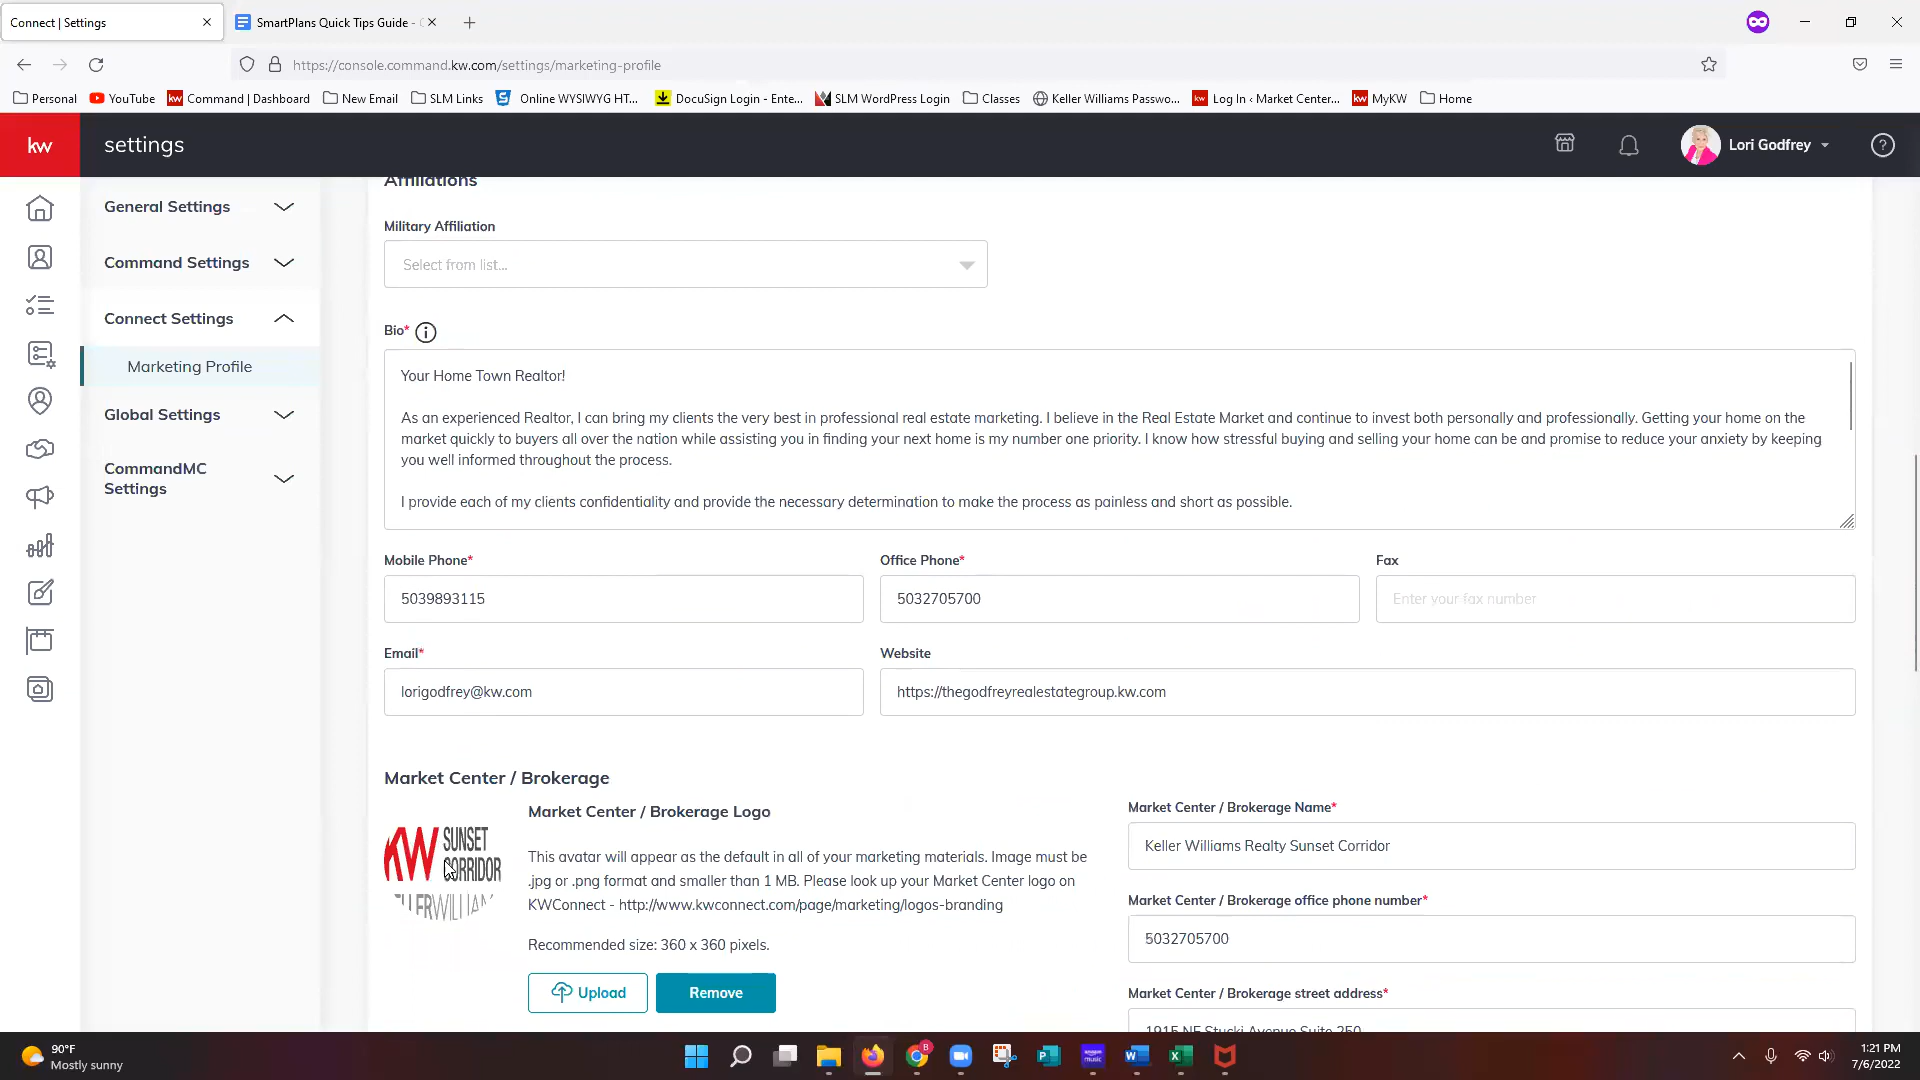 Connect | Settings
SmartPlans Quick Tips Guide -
https://console.command.kw.com/settings/marketing-profile
Personal
YouTube
Command | Dashboard
New Email
SLM Links
Online WYSIWYG HT...
DocuSign Login - Ente...
SLM WordPress Login
Classes
Keller Williams Passwo...
Log In ‹ Market Center...
MyKW
Home
kw
settings
Lori Godfrey
General Settings
Command Settings
Connect Settings
Marketing Profile
Global Settings
CommandMC
Settings
Affiliations
Military Affiliation
Select from list...
Bio*
Your Home Town Realtor!
As an experienced Realtor, I can bring my clients the very best in professional real estate marketing. I believe in the Real Estate Market and continue to invest both personally and professionally. Getting your home on the
market quickly to buyers all over the nation while assisting you in finding your next home is my number one priority. I know how stressful buying and selling your home can be and promise to reduce your anxiety by keeping
you well informed throughout the process.
I provide each of my clients confidentiality and provide the necessary determination to make the process as painless and short as possible.
Mobile Phone*
Office Phone*
Fax
5039893115
5032705700
Enter your fax number
Email*
Website
lorigodfrey@kw.com
https://thegodfreyrealestategroup.kw.com
Market Center / Brokerage
KW SUNSET
CORRIDOR
Market Center / Brokerage Logo
This avatar will appear as the default in all of your marketing materials. Image must be
.jpg or .png format and smaller than 1 MB. Please look up your Market Center logo on
KWConnect - http://www.kwconnect.com/page/marketing/logos-branding
Recommended size: 360 x 360 pixels.
Upload
Remove
Market Center / Brokerage Name*
Keller Williams Realty Sunset Corridor
Market Center / Brokerage office phone number*
5032705700
Market Center / Brokerage street address*
1915 NE Stucki Avenue Suite 250
90°F
Mostly sunny
1:21 PM
7/6/2022